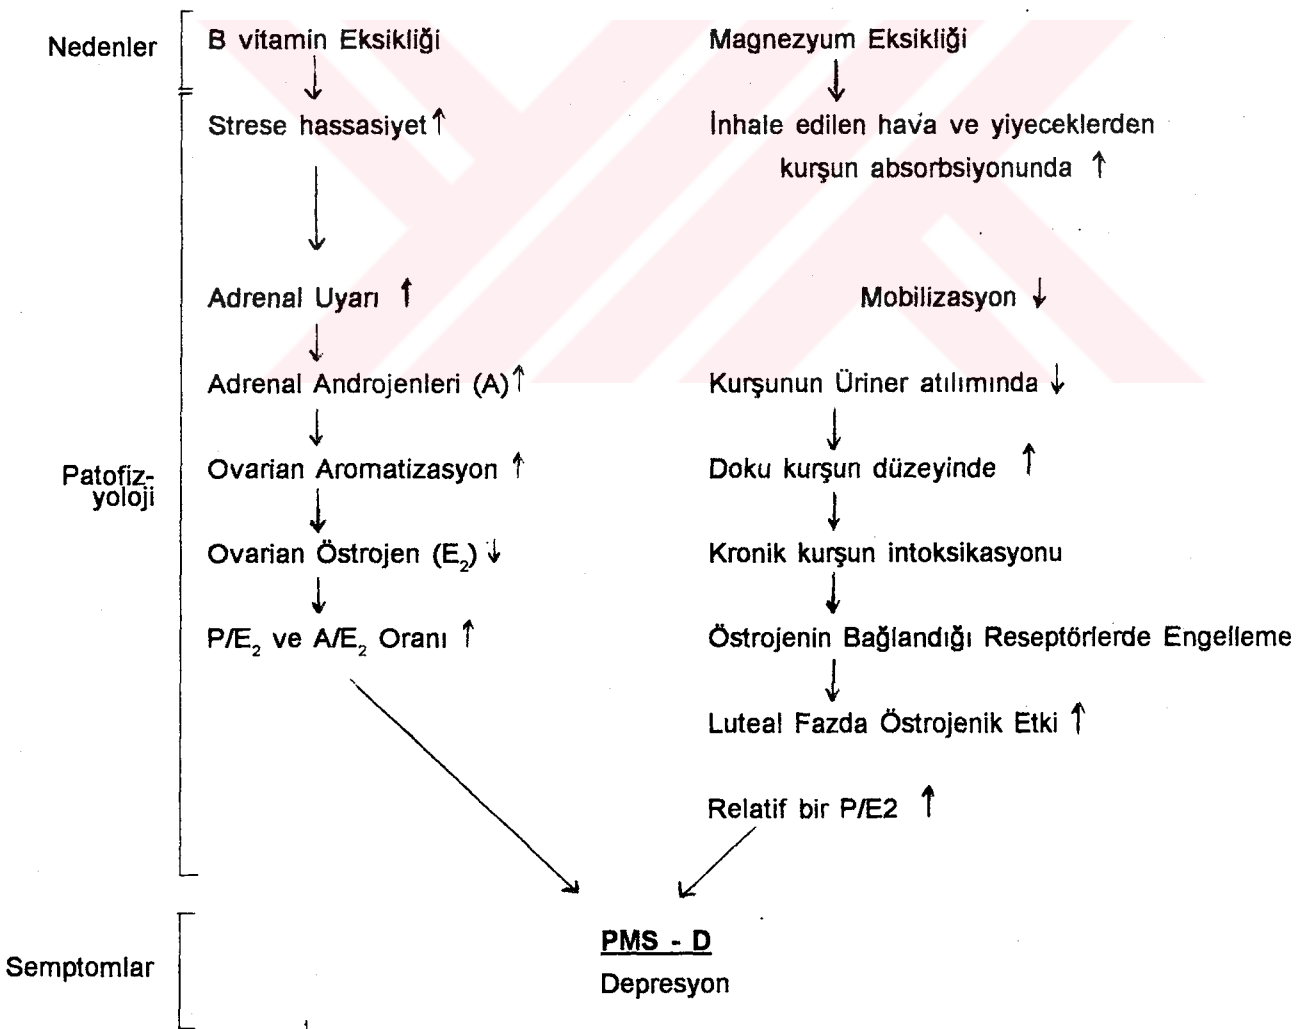 Nedenler
B vitamin Eksikliği
Magnezyum Eksikliği
Strese hassasiyet ↑
İnhale edilen hava ve yiyeceklerden
kurşun absorbsiyonunda ↑
Adrenal Uyarı ↑
Mobilizasyon ↓
Adrenal Androjenleri (A) ↑
Kurşunun Üriner atılımında ↓
Patofiz-
yoloji
Ovarian Aromatizasyon ↑
Doku kurşun düzeyinde ↑
Ovarian Östrojen (E₂) ↓
Kronik kurşun intoksikasyonu
P/E₂ ve A/E₂ Oranı ↑
Östrojenin Bağlandığı Reseptörlerde Engelleme
Luteal Fazda Östrojenik Etki ↑
Relatif bir P/E2 ↑
Semptomlar
PMS - D
Depresyon